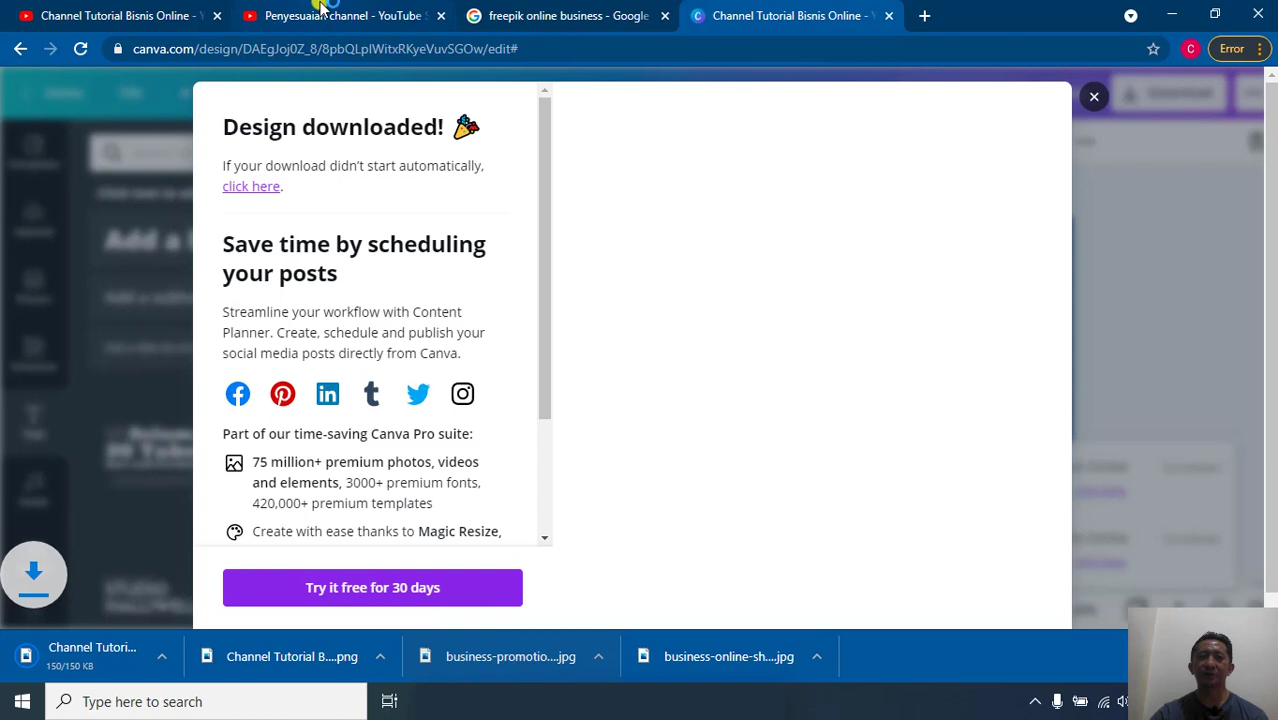 Channel Tutorial Bisnis Online -
Penyesuaian channel - YouTube S
freepik online business - Google
Channel Tutorial Bisnis Online -
canva.com/design/DAEgJoj0Z_8/8pbQLpIWitxRKyeVuvSGOw/edit#
C
Error
Design downloaded!
Download
If your download didn't start automatically,
click here.
Save time by scheduling
your posts
Streamline your workflow with Content
Planner. Create, schedule and publish your
social media posts directly from Canva.
Part of our time-saving Canva Pro suite:
75 million+ premium photos, videos
and elements, 3000+ premium fonts,
420,000+ premium templates
Create with ease thanks to Magic Resize,
Try it free for 30 days
Channel Tutori...
150/150 KB
Channel Tutorial B....png
business-promotio...jpg
business-online-sh....jpg
Type here to search